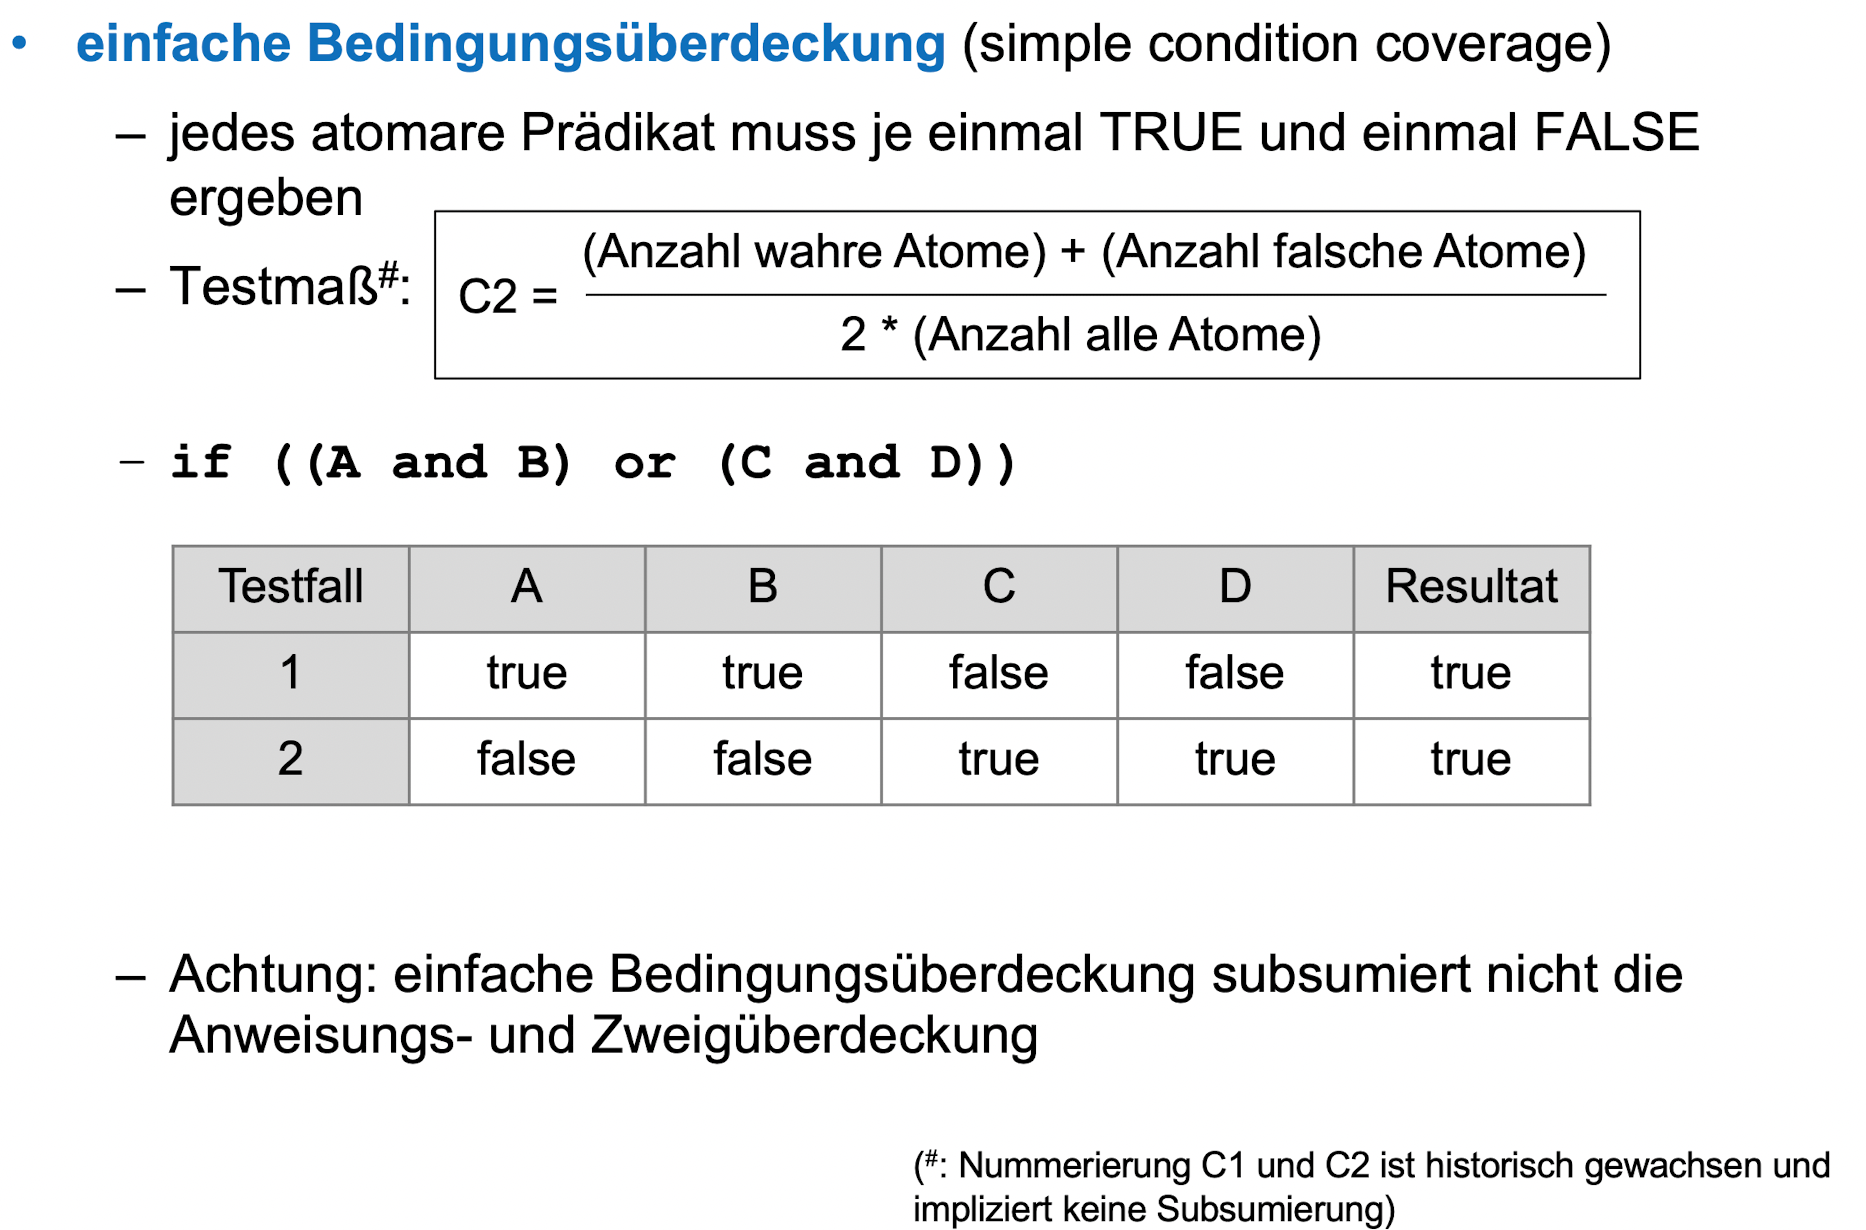 • einfache Bedingungsüberdeckung (simple condition coverage)
– jedes atomare Prädikat muss je einmal TRUE und einmal FALSE
ergeben
– Testmaß#:
C2 = (Anzahl wahre Atome) + (Anzahl falsche Atome)
2 * (Anzahl alle Atome)
– if ((A and B) or (C and D))
Testfall A B C D Resultat
1 true true false false true
2 false false true true true
– Achtung: einfache Bedingungsüberdeckung subsumiert nicht die
Anweisungs- und Zweigüberdeckung
(#: Nummerierung C1 und C2 ist historisch gewachsen und
impliziert keine Subsumierung)